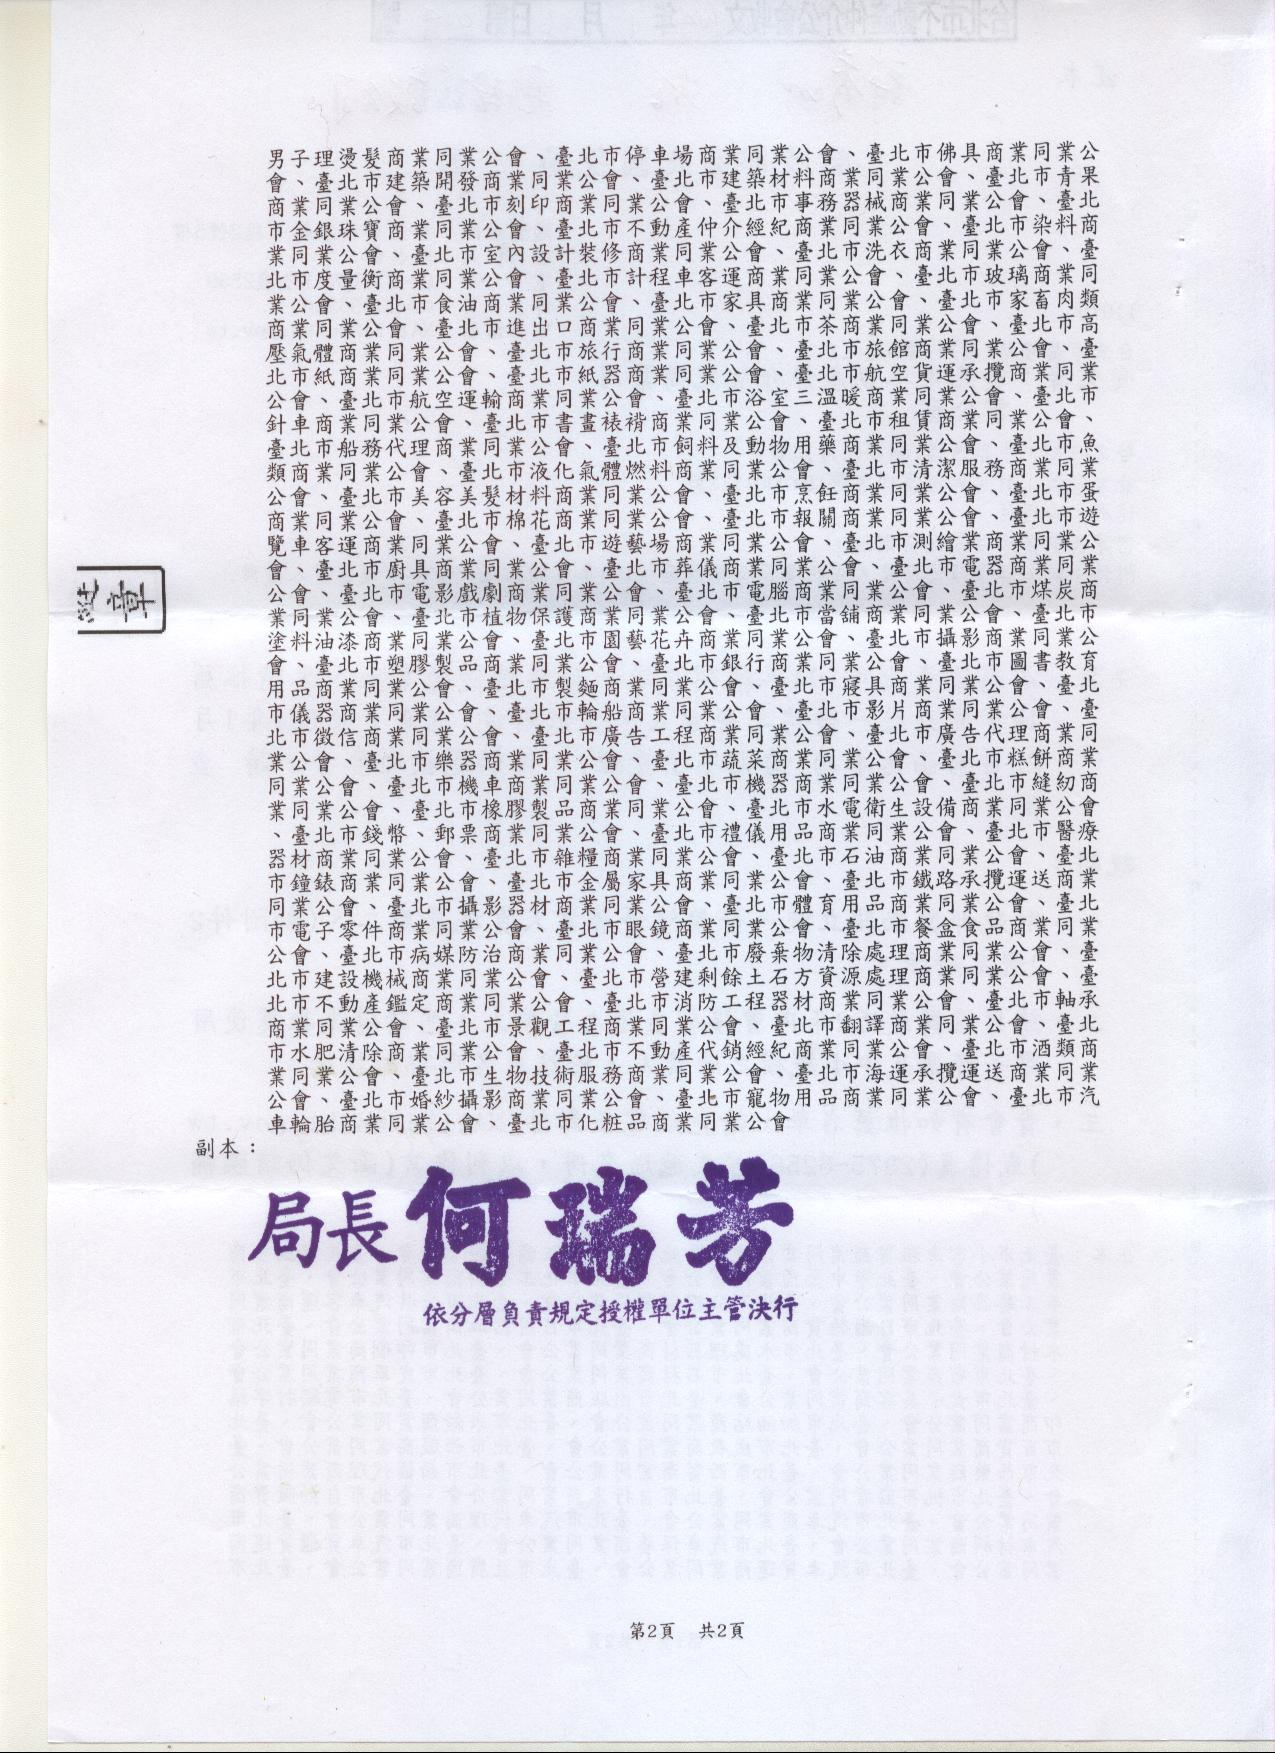 男子理燙髮商業同業公會、臺北市停車場商業同業公會、臺北市佛具商業同業公
會、臺北市建築開發商業同業公會、臺北市建築材料商業同業公會、臺北市青果
商業同業公會、臺北市刻印商業同業公會、臺北市事務器械商業同業公會、臺北
市金銀珠寶商業同業公會、臺北市不動產仲介經紀商業同業公會、臺北市染料商
業同業公會、臺北市室內設計裝修商業同業公會、臺北市洗衣商業同業公會、臺
北市度量衡商業同業公會、臺北市計程車客運商業同業公會、臺北市玻璃商業同
業公會、臺北市食油商業同業公會、臺北市家具商業同業公會、臺北市家畜肉類
商業同業公會、臺北市進出口商業同業公會、臺北市茶商業同業公會、臺北市高
壓氣體商業同業公會、臺北市旅行商業同業公會、臺北市旅館商業同業公會、臺
北市紙商業同業公會、臺北市紙器商業同業公會、臺北市航空貨運承攬商業同業
公會、臺北市航空運輸商業同業公會、臺北市浴室三溫暖商業同業公會、臺北市
針車商業同業公會、臺北市書畫裱褙商業同業公會、臺北市租賃商業同業公會、
臺北市船務代理商業同業公會、臺北市飼料及動物用藥商業同業公會、臺北市魚
類商業同業公會、臺北市液化氣體燃料商業同業公會、臺北市清潔服務商業同業
公會、臺北市美容美髮材料商業同業公會、臺北市烹飪商業同業公會、臺北市蛋
商業同業公會、臺北市棉花商業同業公會、臺北市報關商業同業公會、臺北市遊
覽車客運商業同業公會、臺北市遊藝場商業同業公會、臺北市測繪業商業同業公
會、臺北市廚具商業同業公會、臺北市葬儀商業同業公會、臺北市電器商業同業
公會、臺北市電影戲劇商業同業公會、臺北市電腦商業同業公會、臺北市煤炭商
業同業公會、臺北市植物保護商業同業公會、臺北市當舖商業同業公會、臺北市
塗料油漆商業同業公會、臺北市園藝花卉商業同業公會、臺北市攝影商業同業公
會、臺北市塑膠製品商業同業公會、臺北市銀行商業同業公會、臺北市圖書教育
用品商業同業公會、臺北市製麵商業同業公會、臺北市寢具商業同業公會、臺北
市儀器商業同業公會、臺北市輪船商業同業公會、臺北市影片商業同業公會、臺
北市徵信商業同業公會、臺北市廣告工程商業同業公會、臺北市廣告代理商業同
業公會、臺北市樂器商業同業公會、臺北市蔬菜商業同業公會、臺北市糕餅商業
同業公會、臺北市機車商業同業公會、臺北市機器商業同業公會、臺北市縫紉商
業同業公會、臺北市橡膠製品商業同業公會、臺北市水電衛生設備商業同業公會
、臺北市錢幣郵票商業同業公會、臺北市禮儀用品商業同業公會、臺北市醫療
器材商業同業公會、臺北市雜糧商業同業公會、臺北市石油商業同業公會、臺北
市鐘錶商業同業公會、臺北市金屬家具商業同業公會、臺北市鐵路承攬運送商業
同業公會、臺北市攝影器材商業同業公會、臺北市體育用品商業同業公會、臺北
市電子零件商業同業公會、臺北市眼鏡商業同業公會、臺北市餐盒食品商業同業
公會、臺北市病媒防治商業同業公會、臺北市廢棄物清除處理商業同業公會、臺
北市建設機械商業同業公會、臺北市營建剩餘土石方資源處理商業同業公會、臺
北市不動產鑑定商業同業公會、臺北市消防工程器材商業同業公會、臺北市軸承
商業同業公會、臺北市景觀工程商業同業公會、臺北市翻譯商業同業公會、臺北
市水肥清除商業同業公會、臺北市不動產代銷經紀商業同業公會、臺北市酒類商
業同業公會、臺北市生物技術服務商業同業公會、臺北市海運承攬運送商業同業
公會、臺北市婚紗攝影商業同業公會、臺北市寵物用品商業同業公會、臺北市汽
車輪胎商業同業公會、臺北市化粧品商業同業公會
副本：
章
局長何瑞芳
依分層負責規定授權單位主管決行
第2頁 共2頁